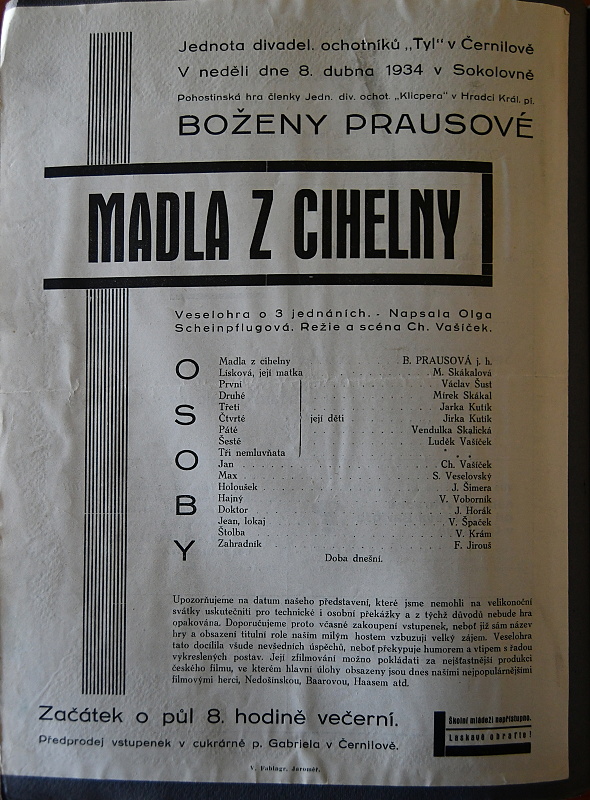 Jednota divadel. ochotníků „Tyl" v Černilově
V neděli dne 8. dubna 1934 v Sokolovně
Pohostinská hra členky Jedn. div. ochot. „Klicpera" v Hradci Král. pl.
BOŽENY PRAUSOVÉ
MADLA Z CIHELNY
Veselohra o 3 jednáních. - Napsala Olga
Scheinpflugová. Režie a scéna Ch. Vašíček.
OSOBY
Madla z cihelny . . . B. PRAUSOVÁ j. h.
Lísková, její matka . . . M. Skákalová
První . . . Václav Šust
Druhé . . . Mirek Skákal
Třetí . . . Jarka Kutík
Čtvrté } její děti . . . Jirka Kutík
Páté . . . Vendulka Skalická
Šesté . . . Luděk Vašíček
Tři nemluvňata . . . * * *
Jan . . . Ch. Vašíček
Max . . . S. Veselovský
Holoušek . . . J. Šimera
Hajný . . . V. Voborník
Doktor . . . J. Horák
Jean, lokaj . . . V. Špaček
Štolba . . . V. Krám
Zahradník . . . F. Jirouš
Doba dnešní.
Upozorňujeme na datum našeho představení, které jsme nemohli na velikonoční
svátky uskutečniti pro technické i osobní překážky a z týchž důvodů nebude hra
opakována. Doporučujeme proto včasné zakoupení vstupenek, neboť již sám název
hry a obsazení titulní role naším milým hostem vzbuzují velký zájem. Veselohra
tato docílila všude nevšedních úspěchů, neboť překypuje humorem a vtipem s řadou
vykreslených postav. Její zfilmování možno pokládati za nejšťastnější produkci
českého filmu, ve kterém hlavní úlohy obsazeny jsou dnes našimi nejpopulárnějšími
filmovými herci, Nedošinskou, Baarovou, Haasem atd.
Začátek o půl 8. hodině večerní.
Předprodej vstupenek v cukrárně p. Gabriela v Černilově.
Školní mládeži nepřístupno.
Laskavě obraťte!
V. Fablagr, Jaroměř.